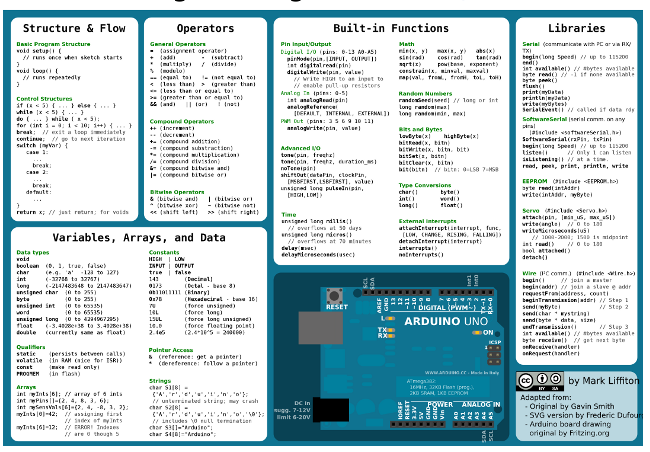 Structure & Flow
Basic Program Structure
void setup() {
// runs once when sketch starts
}
void loop() {
// runs repeatedly
}
Control Structures
if (x < 5) { ... } else { ... }
while (x < 5) { ... }
do { ... } while ( x < 5);
for (int i = 0; i < 10; i++) { ... }
break; // exit a loop immediately
continue; // go to next iteration
switch (myVar) {
case 1:
...
break;
case 2:
...
break;
default:
...
}
return x; // just return; for voids
Operators
General Operators
= (assignment operator)
+ (add) - (subtract)
* (multiply) / (divide)
% (modulo)
== (equal to) != (not equal to)
< (less than) > (greater than)
<= (less than or equal to)
>= (greater than or equal to)
&& (and) || (or) ! (not)
Compound Operators
++ (increment)
-- (decrement)
+= (compound addition)
-= (compound subtraction)
*= (compound multiplication)
/= (compound division)
&= (compound bitwise and)
|= (compound bitwise or)
Bitwise Operators
& (bitwise and) | (bitwise or)
^ (bitwise xor) ~ (bitwise not)
<< (shift left) >> (shift right)
Built-in Functions
Pin Input/Output
Digital I/O (pins: 0-13 A0-A5)
pinMode(pin,
int digitalread(pin)
digitalWrite(pin, value)
// Write HIGH to an input to
// enable pull-up resistors
Analog In (pins: 0-5)
int analogRead(pin)
analogReference(
[DEFAULT, INTERNAL, EXTERNAL])
PWM Out (pins: 3 5 6 9 10 11)
analogWrite(pin, value)
Advanced I/O
tone(pin, freqhz)
tone(pin, freqhz, duration_ms)
noTone(pin)
shiftOut(dataPin, clockPin,
[MSBFIRST,LSBFIRST], value)
unsigned long pulseIn(pin,
[HIGH,LOW])
Time
unsigned long millis()
// overflows at 50 days
unsigned long micros()
// overflows at 70 minutes
delay(msec)
delayMicroseconds(usec)
Math
min(x, y) max(x, y) abs(x)
sin(rad) cos(rad) tan(rad)
sqrt(x) pow(base, exponent)
constrain(x, minval, maxval)
map(val, fromL, fromH, toL, toH)
Random Numbers
randomSeed(seed) // long or int
long random(max)
long random(min, max)
Bits and Bytes
lowByte(x) highByte(x)
bitRead(x, bitn)
bitWrite(x, bitn, bit)
bitSet(x, bitn)
bitClear(x, bitn)
bit(bitn) // bitn: 0=LSB 7=MSB
Type Conversions
char() byte()
int() word()
long() float()
External Interrupts
attachInterrupt(interrupt, func,
[LOW, CHANGE, RISING, FALLING])
detachInterrupt(interrupt)
interrupts()
noInterrupts()
Libraries
Serial (communicate with PC or via RX/
TX)
begin(long Speed) // up to 115200
end()
int available() // #bytes available
byte read() // -1 if none available
byte peek()
flush()
print(myData)
println(myData)
write(myBytes)
SerialEvent() // called if data rdy
SoftwareSerial (serial comm. on any
pins)
(#include <softwareSerial.h>)
SoftwareSerial(rxPin, txPin)
begin(long Speed) // up to 115200
listen() // Only 1 can listen
isListening() // at a time.
read, peek, print, println, write
EEPROM (#include <EEPROM.h>)
byte read(intAddr)
write(intAddr, myByte)
Servo (#include <Servo.h>)
attach(pin, [min_uS, max_uS])
write(angle) // 0 to 180
writeMicroseconds(uS)
// 1000-2000; 1500 is midpoint
int read() // 0 to 180
bool attached()
detach()
Wire (I²C comm.) (#include <Wire.h>)
begin() // join a master
begin(addr) // join a slave @ addr
requestFrom(address, count)
beginTransmission(addr) // Step 1
send(myByte) // Step 2
send(char * mystring)
send(byte * data, size)
endTransmission() // Step 3
int available() // #bytes available
byte receive() // get next byte
onReceive(handler)
onRequest(handler)
Variables, Arrays, and Data
Data types
void
boolean (0, 1, true, false)
char (e.g. 'a' -128 to 127)
int (-32768 to 32767)
long (-2147483648 to 2147483647)
unsigned char (0 to 255)
byte (0 to 255)
unsigned int (0 to 65535)
word (0 to 65535)
unsigned long (0 to 4294967295)
float (-3.4028e+38 to 3.4028e+38)
double (currently same as float)
Qualifiers
static (persists between calls)
volatile (in RAM (nice for ISR))
const (make read only)
PROGMEM (in flash)
Arrays
int myInts[6]; // array of 6 ints
int myPins[]={2, 4, 8, 3, 6};
int mySensVals[6]={2, 4, -8, 3, 2};
myInts[0]=42; // assigning first
// index of myInts
myInts[6]=12; // ERROR! Indexes
// are 0 though 5
Constants
HIGH | LOW
INPUT | OUTPUT
true | false
143 (Decimal)
0173 (Octal - base 8)
0b11011111 (Binary)
0x7B (Hexadecimal - base 16)
7U (force unsigned)
10L (force long)
15UL (force long unsigned)
10.0 (force floating point)
2.4e5 (2.4*10^5 = 240000)
Pointer Access
& (reference: get a pointer)
* (dereference: follow a pointer)
Strings
char S1[8] =
{'A','r','d','u','i','n','o'};
// unterminated string; may crash
char S2[8] =
{'A','r','d','u','i','n','o','\0'};
// includes \0 null termination
char S3[]="Arduino";
char S4[8]="Arduino";
RESET
SCL
SDA
AREF
GND
DIGITAL (PWM~)
L
TX
RX
ARDUINO UNO
ON
ICSP
1
WWW.ARDUINO.CC - Made in Italy
ATmega382:
16MHz, 32KB Flash (prog.),
2KB SRAM, 1KB EEPROM
DC in
sugg. 7-12V
limit 6-20V
POWER
ANALOG IN
IOREF
RESET
3.3V
5V
GND
GND
Vin
A0
A1
A2
A3
A4
A5
SDA
SCL
cc
BY SA
by Mark Liffiton
Adapted from:
- Original by Gavin Smith
- SVG version by Frederic Dufour
- Arduino board drawing
original by Fritzing.org